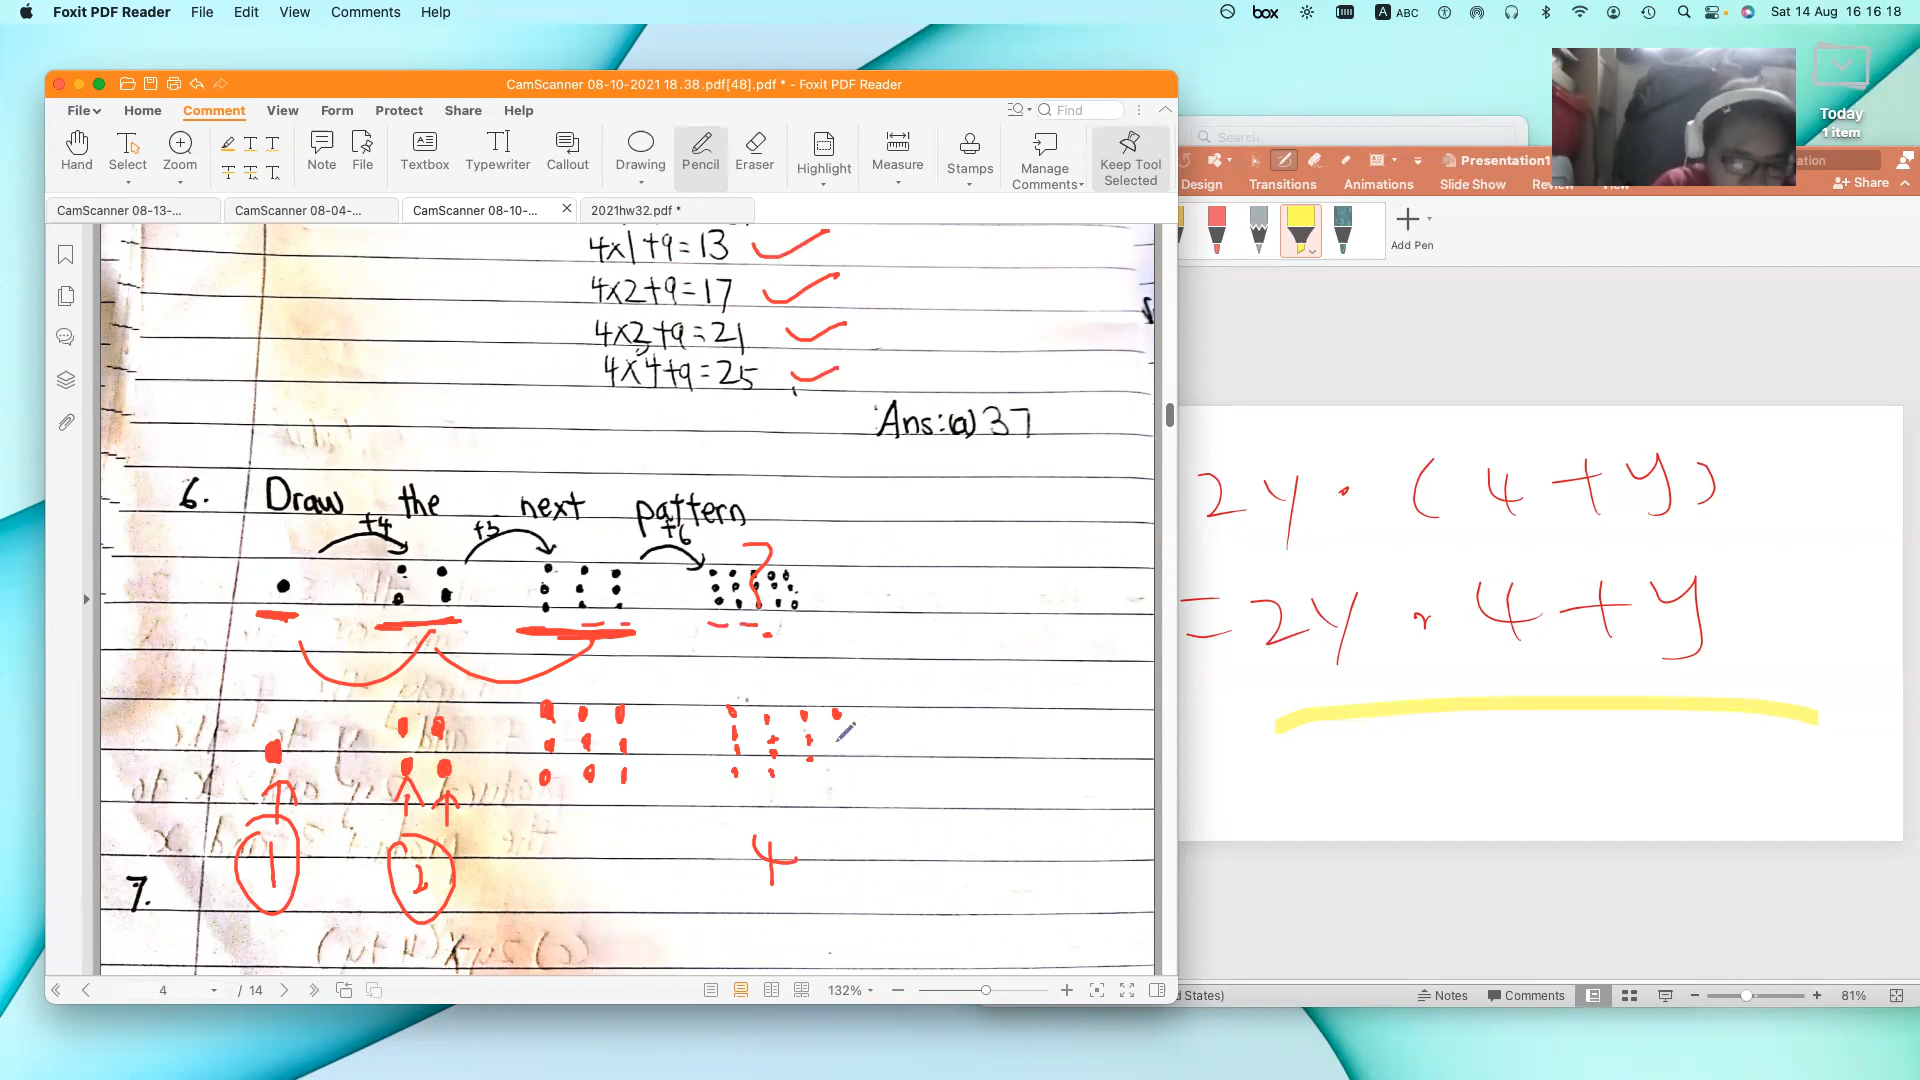 Foxit PDF Reader File Edit View Comments Help
box A ABC Sat 14 Aug 16 16 18
CamScanner 08-10-2021 18.38.pdf[48].pdf * - Foxit PDF Reader
File Home Comment View Form Protect Share Help Find
Hand Select Zoom Note File Textbox Typewriter Callout Drawing Pencil Eraser Highlight Measure Stamps Manage Comments Keep Tool Selected
CamScanner 08-13-... CamScanner 08-04-... CamScanner 08-10-... 2021hw32.pdf *
Today
1 item
Search
Presentation1
Design Transitions Animations Slide Show View Share
Add Pen
4x1+9=13
4x2+9=17
4x3+9=21
4x4+9=25
Ans:(a)37
6. Draw the next pattern
+4 +5 +6
?
1 2 4
7.
2y · (4+y)
= 2y · 4+y
4 / 14 132%
d States) Notes Comments 81%